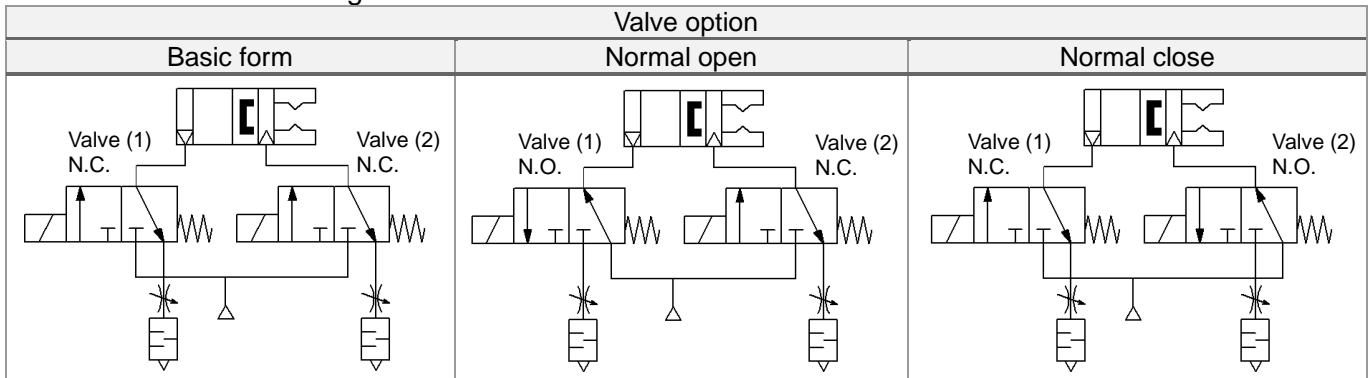 Valve option
Basic form
Normal open
Normal close
Valve (1)
N.C.
Valve (2)
N.C.
Valve (1)
N.O.
Valve (2)
N.C.
Valve (1)
N.C.
Valve (2)
N.O.